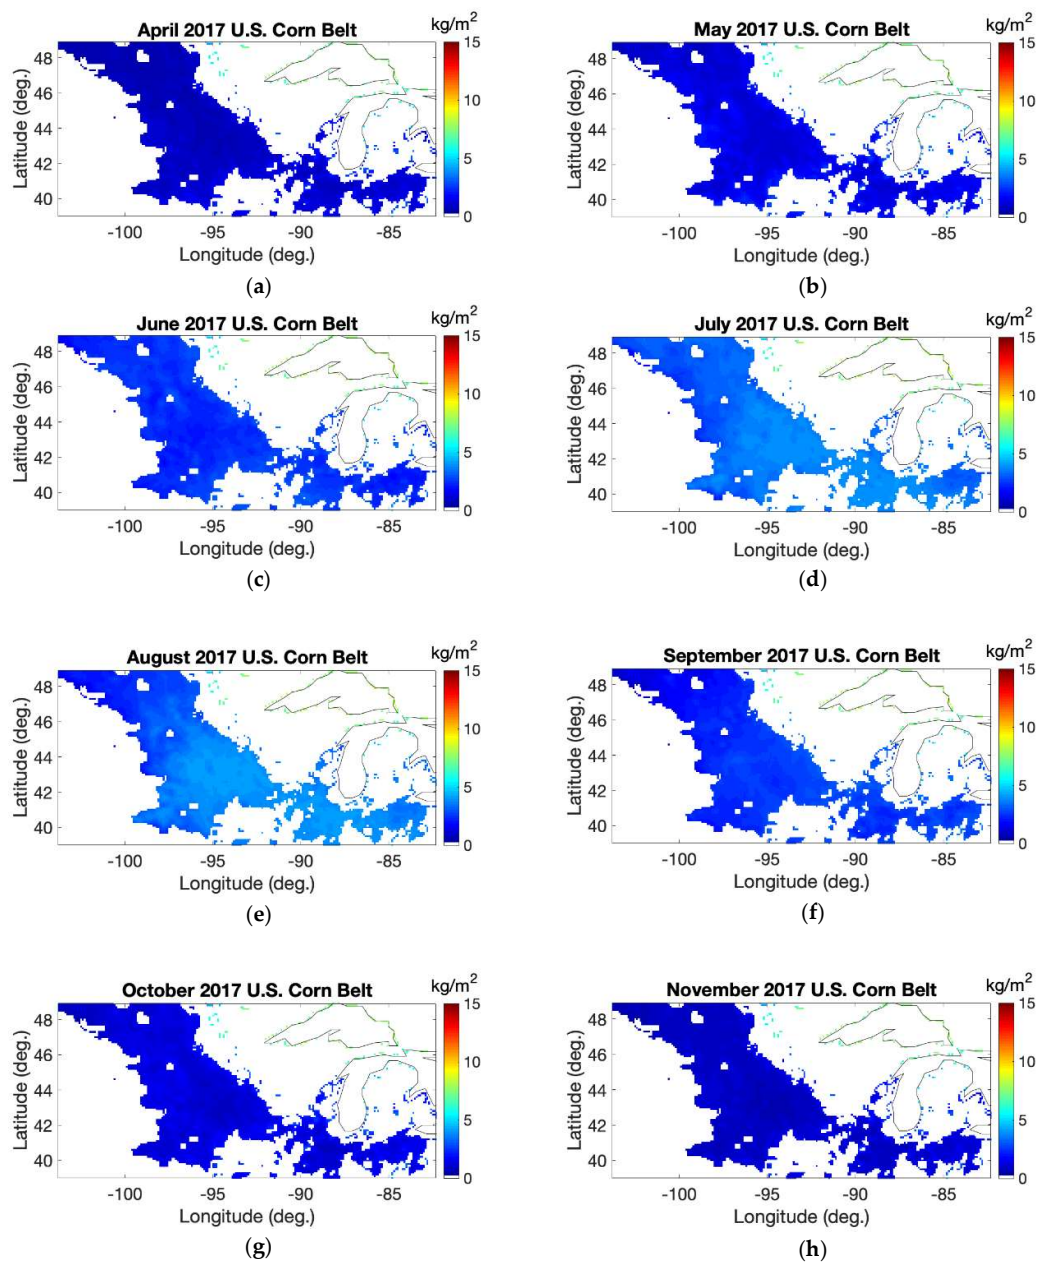 April 2017 U.S. Corn Belt
kg/m2
Latitude (deg.)
48
46
44
42
40
-100
-95
-90
-85
Longitude (deg.)
15
10
5
0
(a)
May 2017 U.S. Corn Belt
kg/m2
Latitude (deg.)
48
46
44
42
40
-100
-95
-90
-85
Longitude (deg.)
15
10
5
0
(b)
June 2017 U.S. Corn Belt
kg/m2
Latitude (deg.)
48
46
44
42
40
-100
-95
-90
-85
Longitude (deg.)
15
10
5
0
(c)
July 2017 U.S. Corn Belt
kg/m2
Latitude (deg.)
48
46
44
42
40
-100
-95
-90
-85
Longitude (deg.)
15
10
5
0
(d)
August 2017 U.S. Corn Belt
kg/m2
Latitude (deg.)
48
46
44
42
40
-100
-95
-90
-85
Longitude (deg.)
15
10
5
0
(e)
September 2017 U.S. Corn Belt
kg/m2
Latitude (deg.)
48
46
44
42
40
-100
-95
-90
-85
Longitude (deg.)
15
10
5
0
(f)
October 2017 U.S. Corn Belt
kg/m2
Latitude (deg.)
48
46
44
42
40
-100
-95
-90
-85
Longitude (deg.)
15
10
5
0
(g)
November 2017 U.S. Corn Belt
kg/m2
Latitude (deg.)
48
46
44
42
40
-100
-95
-90
-85
Longitude (deg.)
15
10
5
0
(h)